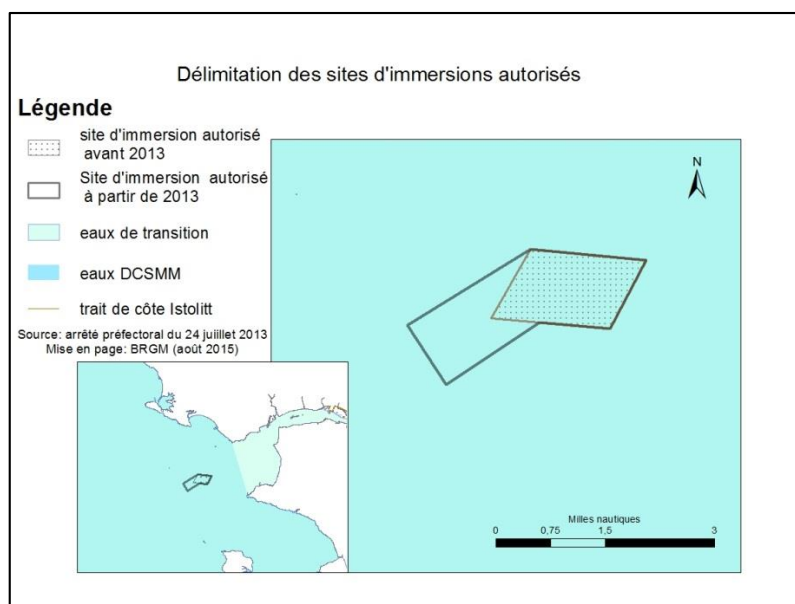 Délimitation des sites d'immersions autorisés
Légende
site d'immersion autorisé
avant 2013
Site d'immersion autorisé
à partir de 2013
eaux de transition
eaux DCSMM
trait de côte Istolitt
Source: arrêté préfectoral du 24 juiillet 2013
Mise en page: BRGM (août 2015)
N
Milles nautiques
0 0,75 1,5 3